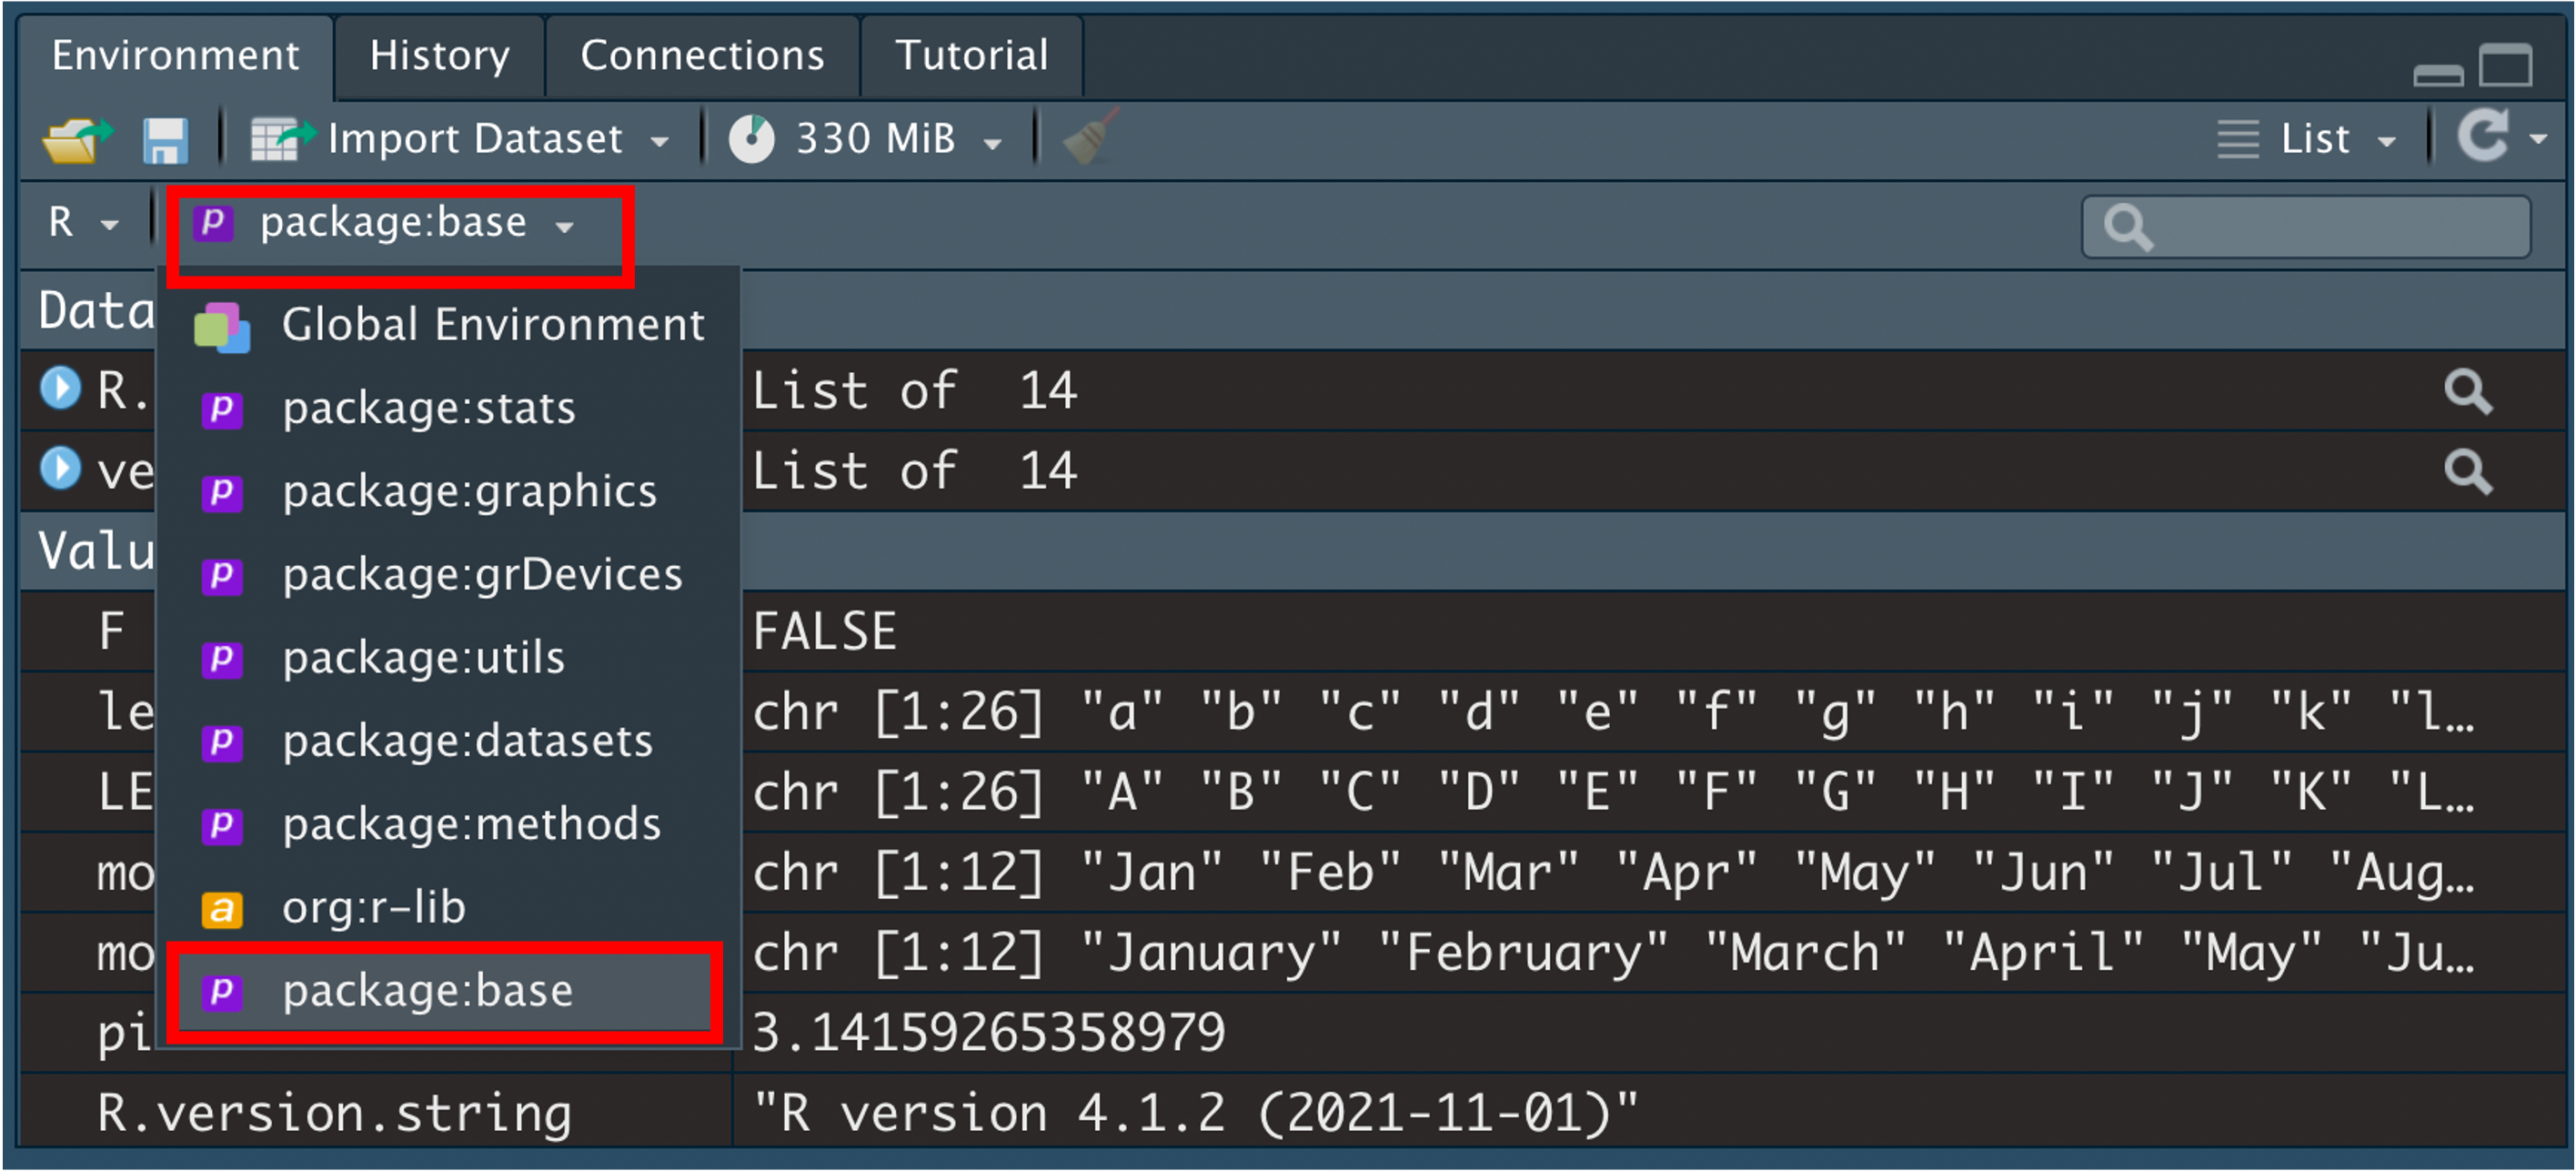 Environment History Connections Tutorial
Import Dataset 330 MiB List
R package:base
Data
Global Environment
package:stats
package:graphics
package:grDevices
package:utils
package:datasets
package:methods
org:r-lib
package:base
R. List of 14
ve List of 14
Valu
F FALSE
le chr [1:26] "a" "b" "c" "d" "e" "f" "g" "h" "i" "j" "k" "l…
LE chr [1:26] "A" "B" "C" "D" "E" "F" "G" "H" "I" "J" "K" "L…
mo chr [1:12] "Jan" "Feb" "Mar" "Apr" "May" "Jun" "Jul" "Aug…
mo chr [1:12] "January" "February" "March" "April" "May" "Ju…
pi 3.14159265358979
R.version.string "R version 4.1.2 (2021-11-01)"